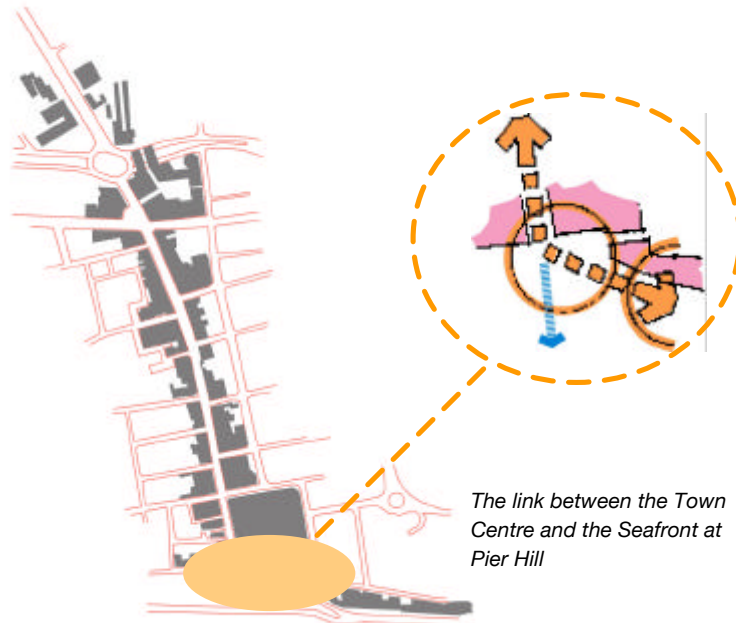 The link between the Town
Centre and the Seafront at
Pier Hill